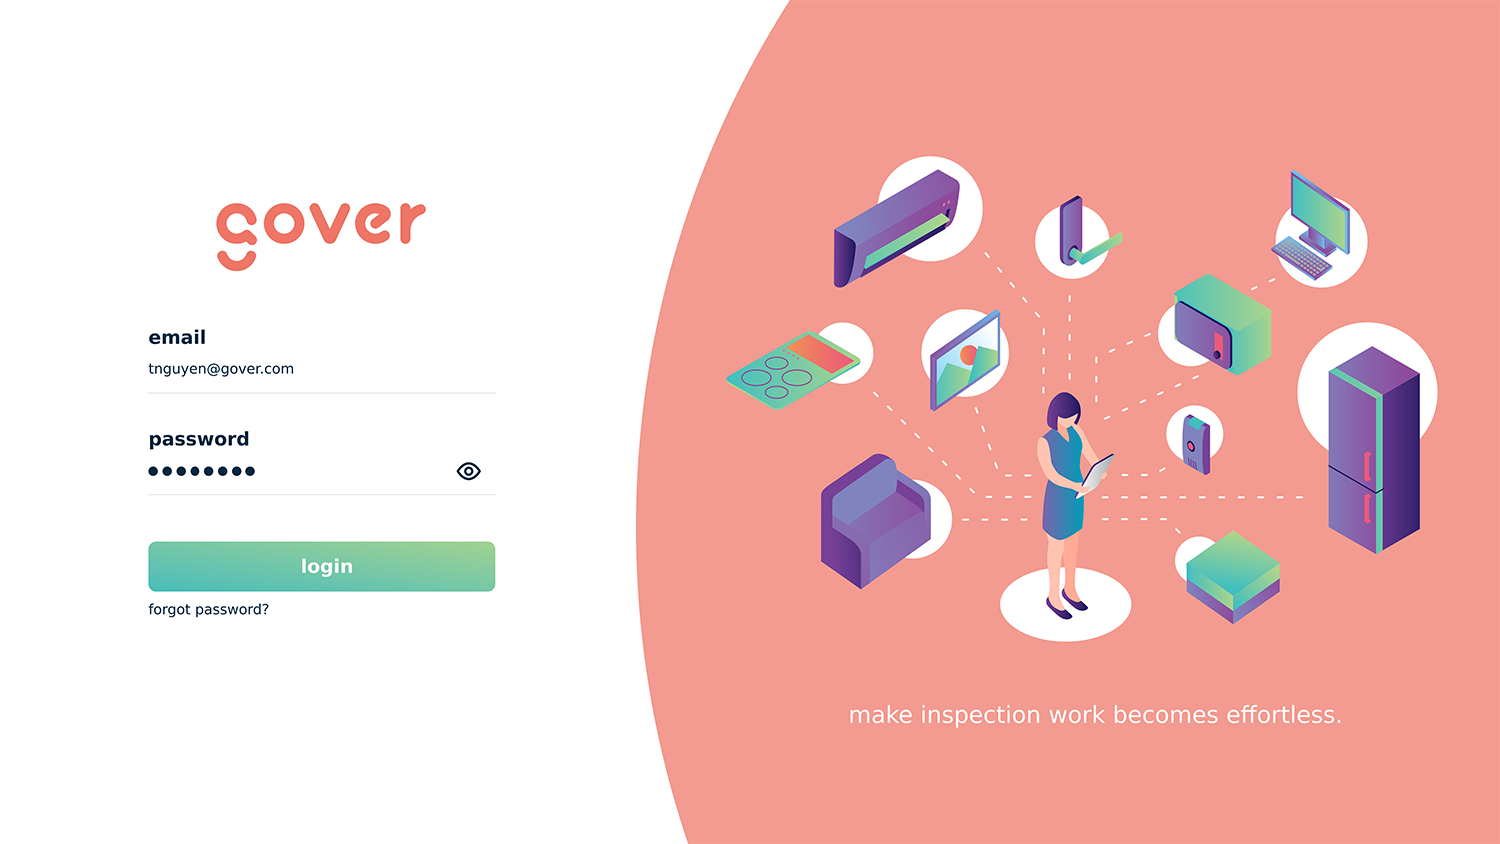 gover
email
tnguyen@gover.com
password
login
forgot password?
make inspection work becomes effortless.